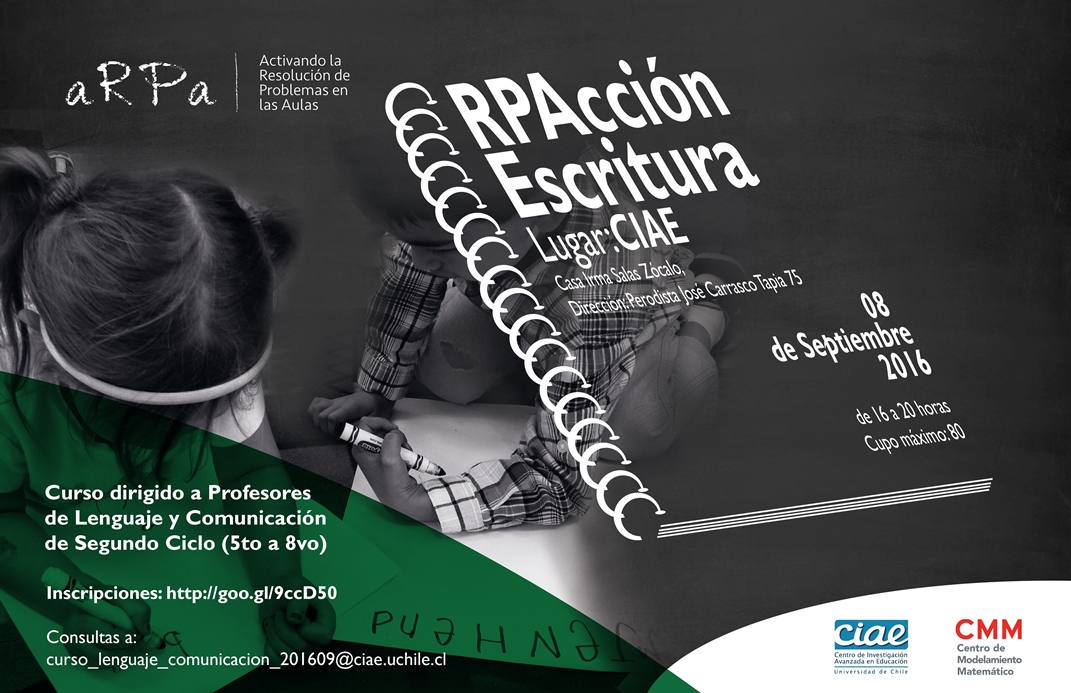 aRPa
Activando la
Resolución de
Problemas en
las Aulas
RPAcción
Escritura
Lugar:CIAE
Casa Irma Salas Zócalo,
Dirección:Perodista José Carrasco Tapia 75
08
de Septiembre
2016
de 16 a 20 horas
Cupo máximo:80
Curso dirigido a Profesores
de Lenguaje y Comunicación
de Segundo Ciclo (5to a 8vo)
Inscripciones: http://goo.gl/9ccD50
Consultas a:
curso_lenguaje_comunicacion_201609@ciae.uchile.cl
ciae
Centro de Investigación
Avanzada en Educación
Universidad de Chile
CMM
Centro de
Modelamiento
Matemático